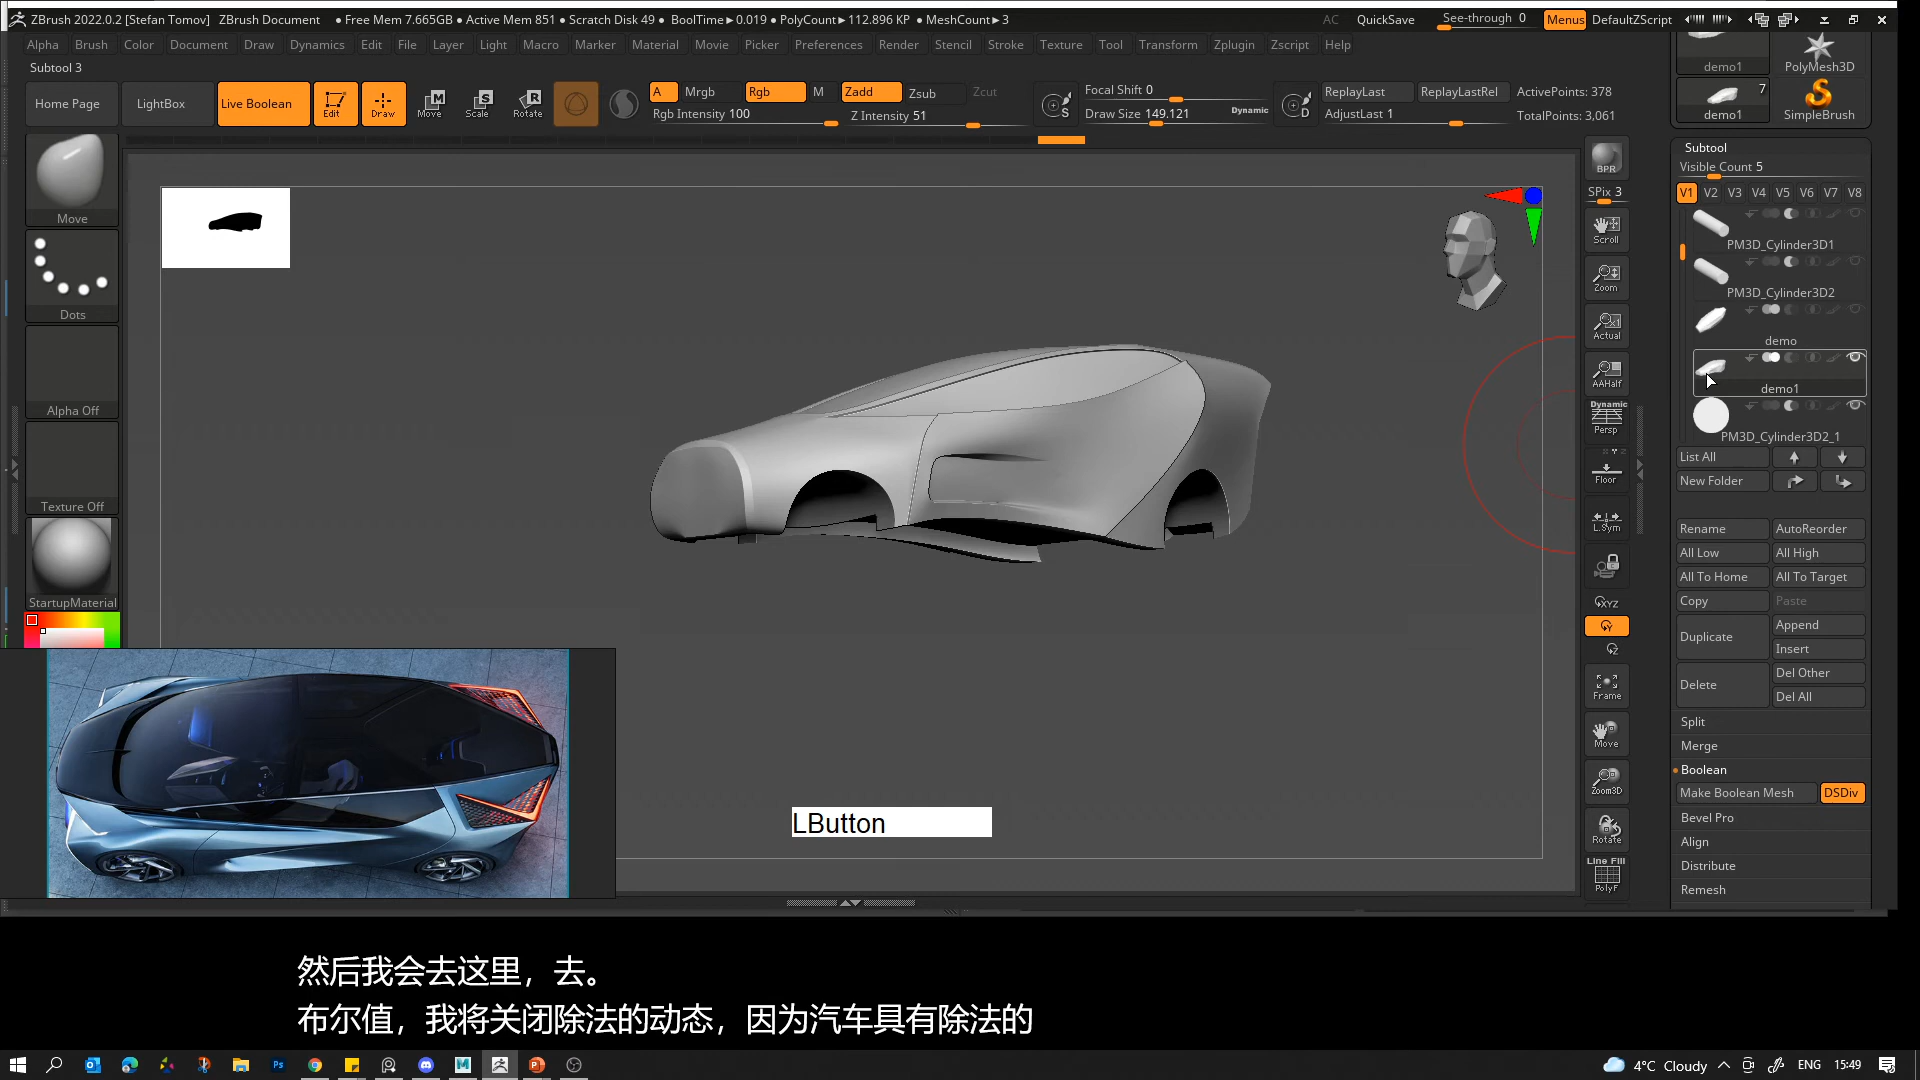 ZBrush 2022.0.2 [Stefan Tomov] ZBrush Document • Free Mem 7.665GB • Active Mem 851 • Scratch Disk 49 • BoolTime►0.019 • PolyCount►112.896 KP • MeshCount►3 AC QuickSave See-through 0 Menus DefaultZScript
Alpha Brush Color Document Draw Dynamics Edit File Layer Light Macro Marker Material Movie Picker Preferences Render Stencil Stroke Texture Tool Transform Zplugin Zscript Help
Subtool 3
Home Page LightBox Live Boolean Edit Draw Move Scale Rotate
A Mrgb Rgb M Zadd Zsub Zcut
Rgb Intensity 100 Z Intensity 51
Focal Shift 0
Draw Size 149.121 Dynamic
S D
ReplayLast ReplayLastRel ActivePoints: 378
AdjustLast 1 TotalPoints: 3,061
demo1 PolyMesh3D
7
demo1 SimpleBrush
Move
Dots
Alpha Off
Texture Off
StartupMaterial
BPR
SPix 3
Scroll
Zoom
Actual
AAHalf
Dynamic
Persp
Floor
L.Sym
XYZ
Y
Z
Frame
Move
Zoom3D
Rotate
Line Fill
PolyF
Subtool
Visible Count 5
V1 V2 V3 V4 V5 V6 V7 V8
PM3D_Cylinder3D1
PM3D_Cylinder3D2
demo
demo1
PM3D_Cylinder3D2_1
List All
New Folder
Rename AutoReorder
All Low All High
All To Home All To Target
Copy Paste
Duplicate Append
Insert
Delete Del Other
Del All
Split
Merge
Boolean
Make Boolean Mesh DSDiv
Bevel Pro
Align
Distribute
Remesh
LButton
然后我会去这里，去。
布尔值，我将关闭除法的动态，因为汽车具有除法的
4°C Cloudy ENG 15:49